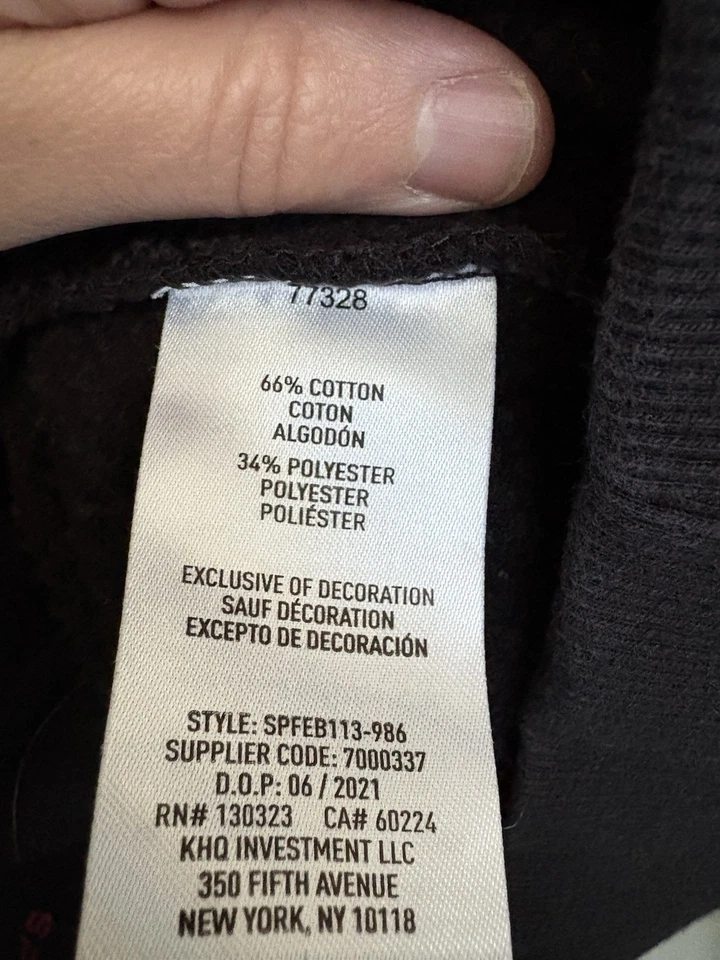 77328
66% COTTON
COTON
ALGODÓN
34% POLYESTER
POLYESTER
POLIÉSTER
EXCLUSIVE OF DECORATION
SAUF DÉCORATION
EXCEPTO DE DECORACIÓN
STYLE: SPFEB113-986
SUPPLIER CODE: 7000337
D.O.P: 06 / 2021
RN# 130323 CA# 60224
KHQ INVESTMENT LLC
350 FIFTH AVENUE
NEW YORK, NY 10118